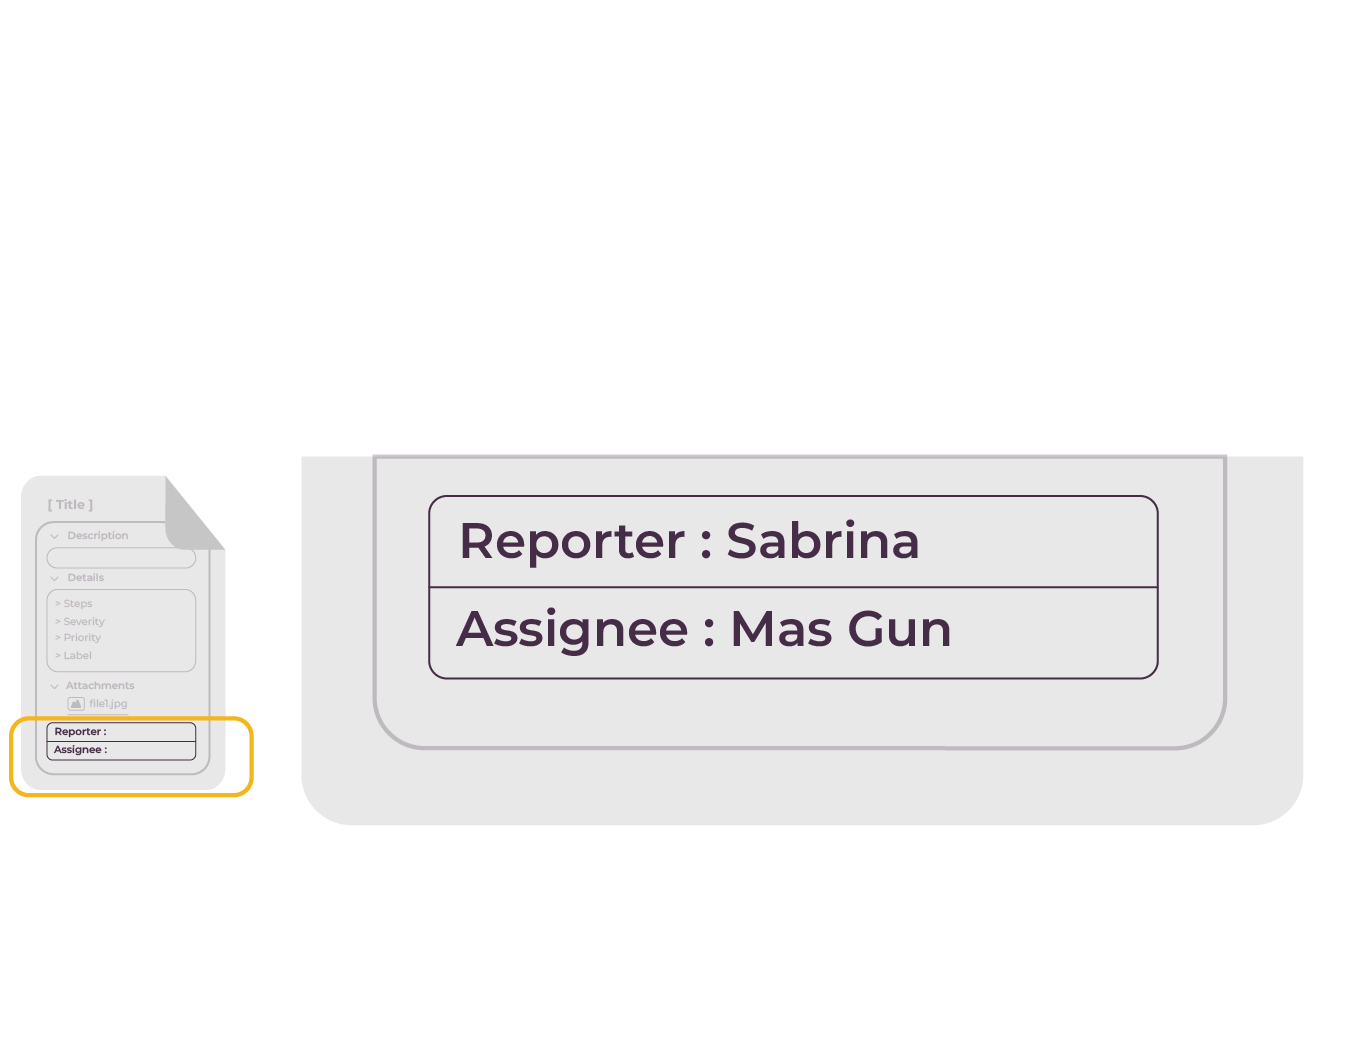 [ Title ]
Description
Details
> Steps
> Severity
> Priority
> Label
Attachments
file1.jpg
Reporter :
Assignee :
Reporter : Sabrina
Assignee : Mas Gun